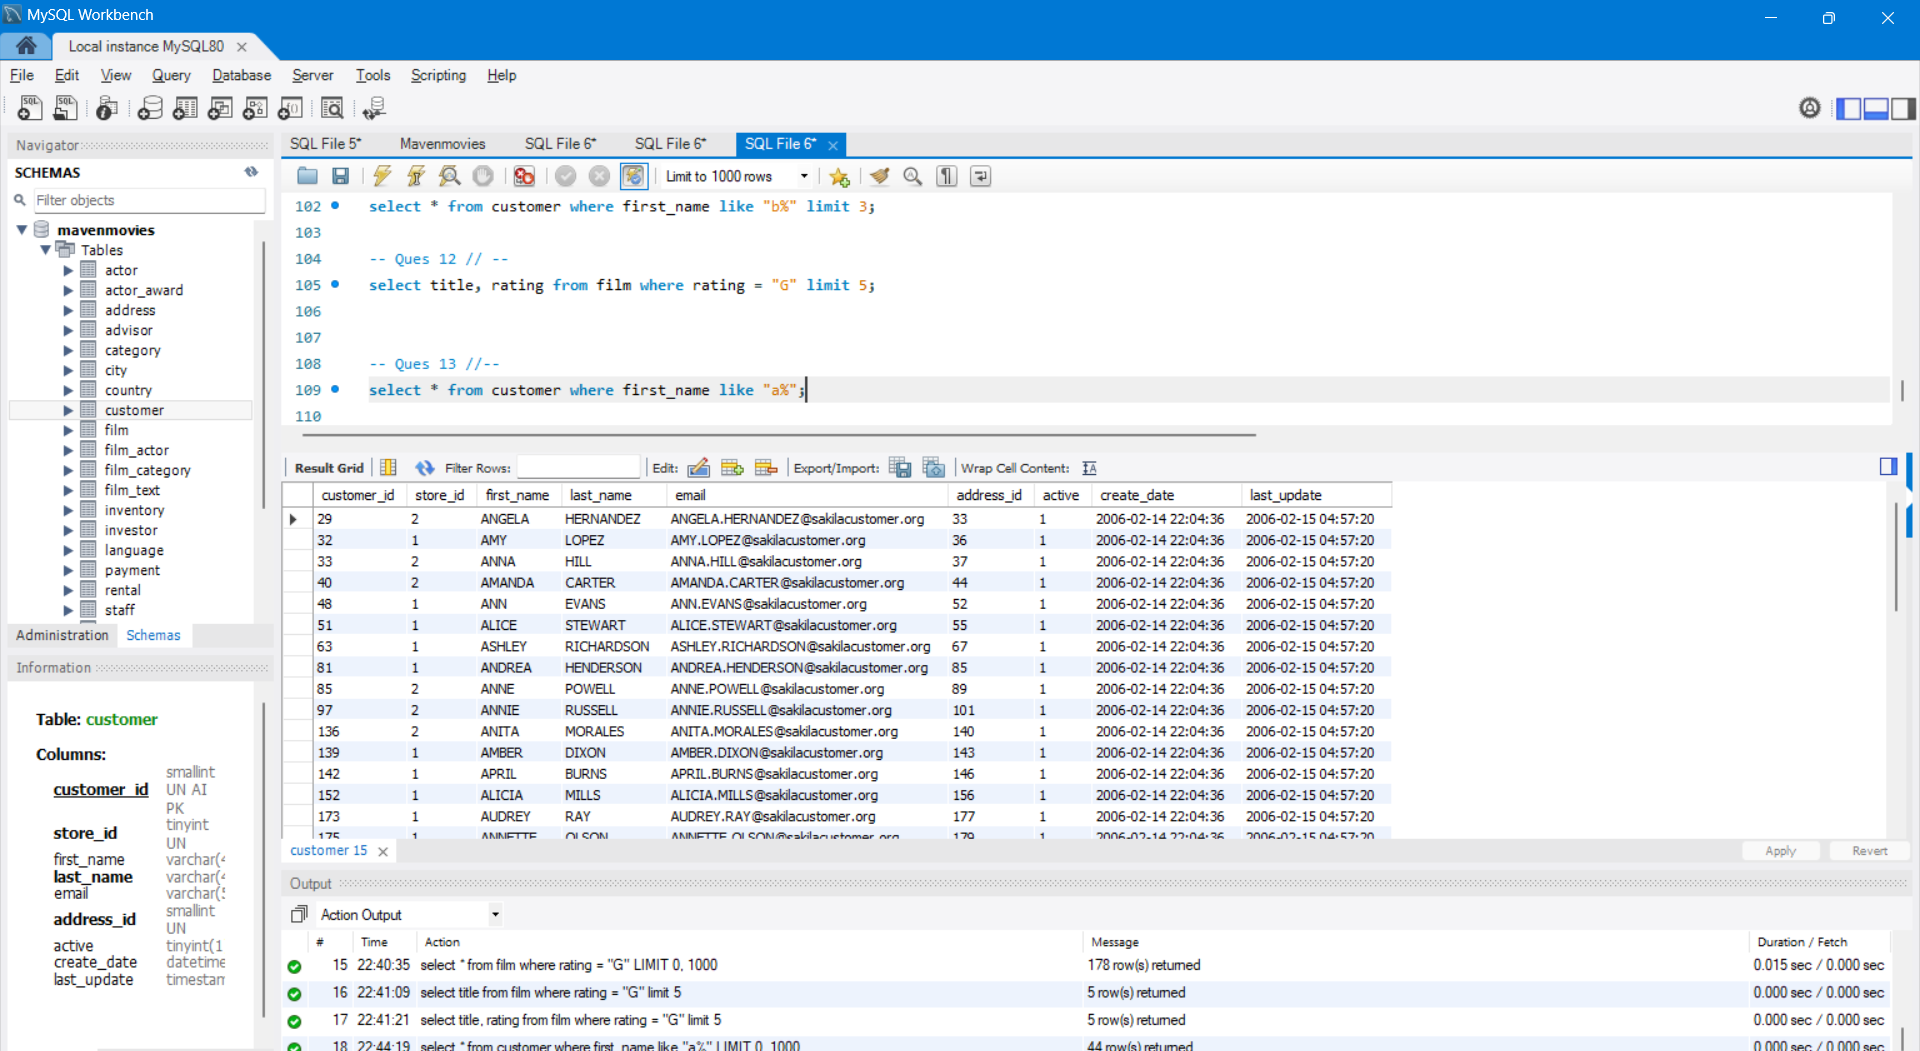 MySQL Workbench
Local instance MySQL80
File Edit View Query Database Server Tools Scripting Help
Navigator
SCHEMAS
Filter objects
mavenmovies
Tables
actor
actor_award
address
advisor
category
city
country
customer
film
film_actor
film_category
film_text
inventory
investor
language
payment
rental
staff
Administration Schemas
Information
Table: customer
Columns:
customer_id smallint UN AI PK
store_id tinyint UN
first_name varchar(4
last_name varchar(4
email varchar(5
address_id smallint UN
active tinyint(1
create_date datetime
last_update timestam
SQL File 5* Mavenmovies SQL File 6* SQL File 6* SQL File 6*
Limit to 1000 rows
102 select * from customer where first_name like "b%" limit 3;
103
104 -- Ques 12 // --
105 select title, rating from film where rating = "G" limit 5;
106
107
108 -- Ques 13 //--
109 select * from customer where first_name like "a%";
110
Result Grid Filter Rows: Edit: Export/Import: Wrap Cell Content:
customer_id store_id first_name last_name email address_id active create_date last_update
29 2 ANGELA HERNANDEZ ANGELA.HERNANDEZ@sakilacustomer.org 33 1 2006-02-14 22:04:36 2006-02-15 04:57:20
32 1 AMY LOPEZ AMY.LOPEZ@sakilacustomer.org 36 1 2006-02-14 22:04:36 2006-02-15 04:57:20
33 2 ANNA HILL ANNA.HILL@sakilacustomer.org 37 1 2006-02-14 22:04:36 2006-02-15 04:57:20
40 2 AMANDA CARTER AMANDA.CARTER@sakilacustomer.org 44 1 2006-02-14 22:04:36 2006-02-15 04:57:20
48 1 ANN EVANS ANN.EVANS@sakilacustomer.org 52 1 2006-02-14 22:04:36 2006-02-15 04:57:20
51 1 ALICE STEWART ALICE.STEWART@sakilacustomer.org 55 1 2006-02-14 22:04:36 2006-02-15 04:57:20
63 1 ASHLEY RICHARDSON ASHLEY.RICHARDSON@sakilacustomer.org 67 1 2006-02-14 22:04:36 2006-02-15 04:57:20
81 1 ANDREA HENDERSON ANDREA.HENDERSON@sakilacustomer.org 85 1 2006-02-14 22:04:36 2006-02-15 04:57:20
85 2 ANNE POWELL ANNE.POWELL@sakilacustomer.org 89 1 2006-02-14 22:04:36 2006-02-15 04:57:20
97 2 ANNIE RUSSELL ANNIE.RUSSELL@sakilacustomer.org 101 1 2006-02-14 22:04:36 2006-02-15 04:57:20
136 2 ANITA MORALES ANITA.MORALES@sakilacustomer.org 140 1 2006-02-14 22:04:36 2006-02-15 04:57:20
139 1 AMBER DIXON AMBER.DIXON@sakilacustomer.org 143 1 2006-02-14 22:04:36 2006-02-15 04:57:20
142 1 APRIL BURNS APRIL.BURNS@sakilacustomer.org 146 1 2006-02-14 22:04:36 2006-02-15 04:57:20
152 1 ALICIA MILLS ALICIA.MILLS@sakilacustomer.org 156 1 2006-02-14 22:04:36 2006-02-15 04:57:20
173 1 AUDREY RAY AUDREY.RAY@sakilacustomer.org 177 1 2006-02-14 22:04:36 2006-02-15 04:57:20
175 1 ANNETTE OLSON ANNETTE.OLSON@sakilacustomer.org 179 1 2006-02-14 22:04:36 2006-02-15 04:57:20
customer 15 Apply Revert
Output
Action Output
# Time Action Message Duration / Fetch
15 22:40:35 select * from film where rating = "G" LIMIT 0, 1000 178 row(s) returned 0.015 sec / 0.000 sec
16 22:41:09 select title from film where rating = "G" limit 5 5 row(s) returned 0.000 sec / 0.000 sec
17 22:41:21 select title, rating from film where rating = "G" limit 5 5 row(s) returned 0.000 sec / 0.000 sec
18 22:44:19 select * from customer where first_name like "a%" LIMIT 0, 1000 44 row(s) returned 0.000 sec / 0.000 sec